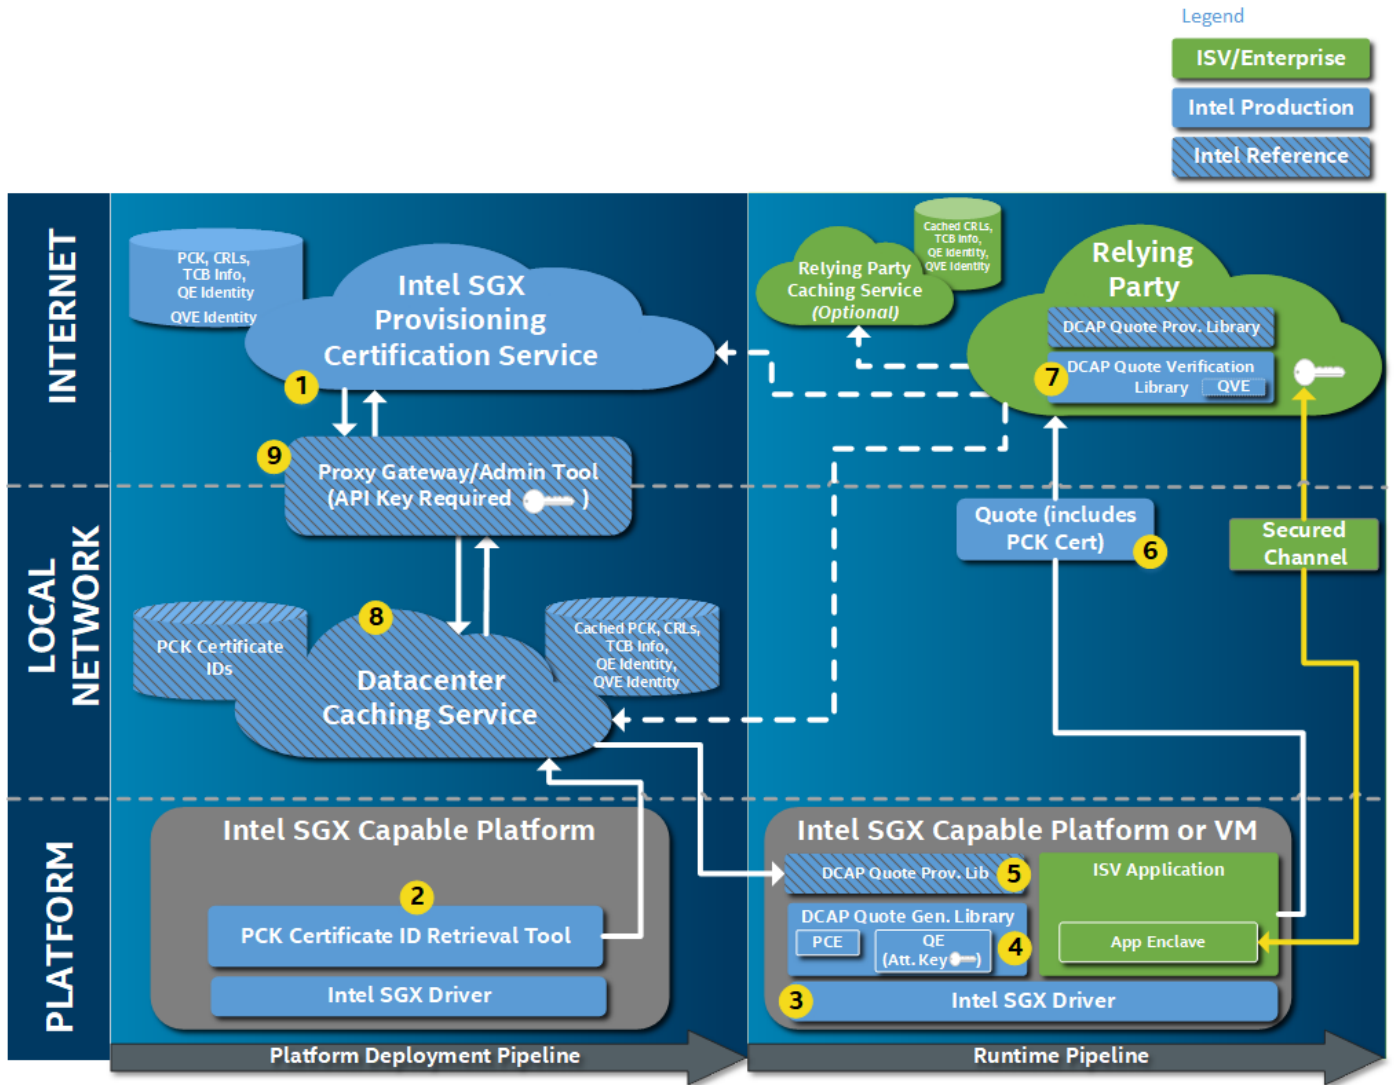 Legend
ISV/Enterprise
Intel Production
Intel Reference
INTERNET
PCK, CRLs,
TCB Info,
QE Identity
QVE Identity
Intel SGX
Provisioning
Certification Service
1
9
Proxy Gateway/Admin Tool
(API Key Required )
Cached CRLs,
TCB Info,
QE Identity,
QVE Identity
Relying Party
Caching Service
(Optional)
Relying
Party
DCAP Quote Prov. Library
7
DCAP Quote Verification
Library QVE
LOCAL
NETWORK
8
PCK Certificate
IDs
Cached PCK, CRLs,
TCB Info,
QE Identity,
QVE Identity
Datacenter
Caching Service
Quote (includes
PCK Cert)
6
Secured
Channel
PLATFORM
Intel SGX Capable Platform
2
PCK Certificate ID Retrieval Tool
Intel SGX Driver
Intel SGX Capable Platform or VM
DCAP Quote Prov. Lib
5
DCAP Quote Gen. Library
PCE
QE
(Att. Key )
4
ISV Application
App Enclave
3
Intel SGX Driver
Platform Deployment Pipeline
Runtime Pipeline